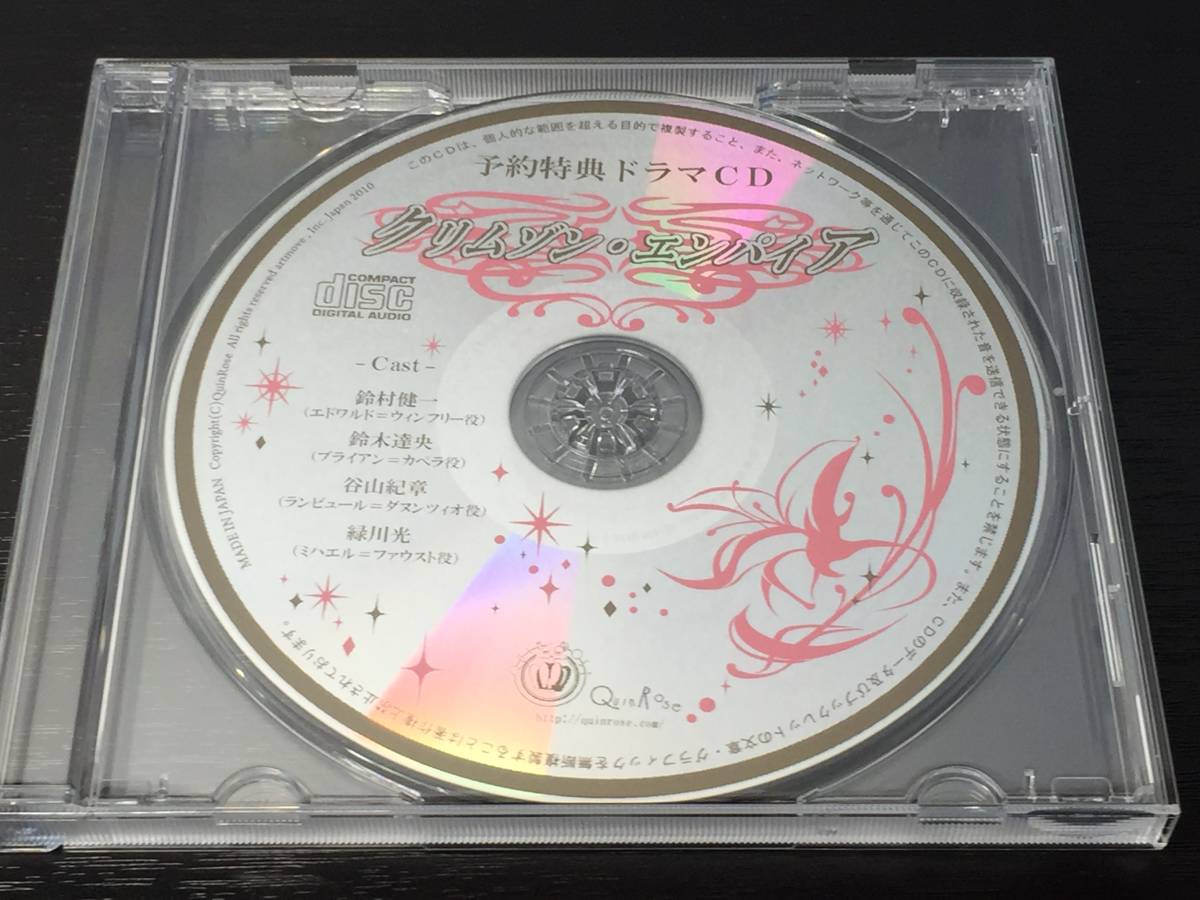 予約特典ドラマCD
クリムゾン・エンパイア
COMPACT
disc
DIGITAL AUDIO
-Cast-
鈴村健一
(エドワルド=ウィンフリー役)
鈴木達央
(ブライアン=カペラ役)
谷山紀章
(ランビュール=ダヌンツィオ役)
緑川光
(ミハエル=ファウスト役)
QuinRose
http://quinrose.com/
MADE IN JAPAN Copyright(C)QuinRose All rights reserved artmove, Inc. Japan 2010
このCDは、個人的な範囲を超える目的で複製すること、また、ネットワーク等を通じてこのCDに収録された音を送信できる状態にすることを禁じます。また、CDのデータ及びブックレットの文章・グラフィックを無断複製することは著作権上禁止されております。